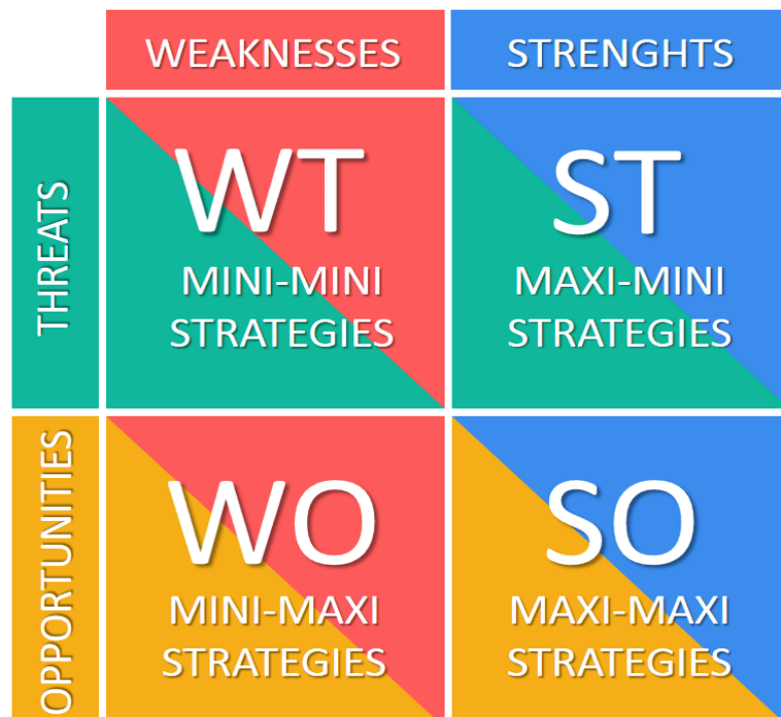 WEAKNESSES
STRENGHTS
THREATS
WT
MINI-MINI
STRATEGIES
ST
MAXI-MINI
STRATEGIES
OPPORTUNITIES
WO
MINI-MAXI
STRATEGIES
SO
MAXI-MAXI
STRATEGIES